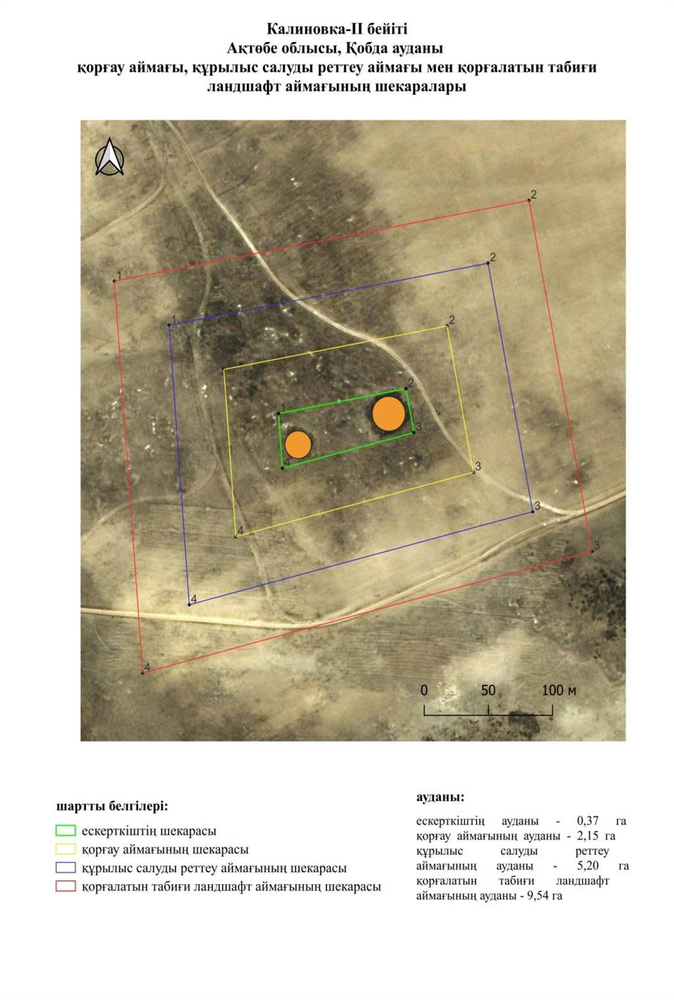 Калиновка-II бейіті
Ақтөбе облысы, Қобда ауданы
қорғау аймағы, құрылыс салуды реттеу аймағы мен қорғалатын табиғи
ландшафт аймағының шекаралары
2
1
2
1
2
2
1
3
4
3
3
4
3
4
4
0 50 100 м
шартты белгілері:
ескерткіштің шекарасы
қорғау аймағының шекарасы
құрылыс салуды реттеу аймағының шекарасы
қорғалатын табиғи ландшафт аймағының шекарасы
ауданы:
ескерткіштің ауданы - 0,37 га
қорғау аймағының ауданы - 2,15 га
құрылыс салуды реттеу
аймағының ауданы - 5,20 га
қорғалатын табиғи ландшафт
аймағының ауданы - 9,54 га